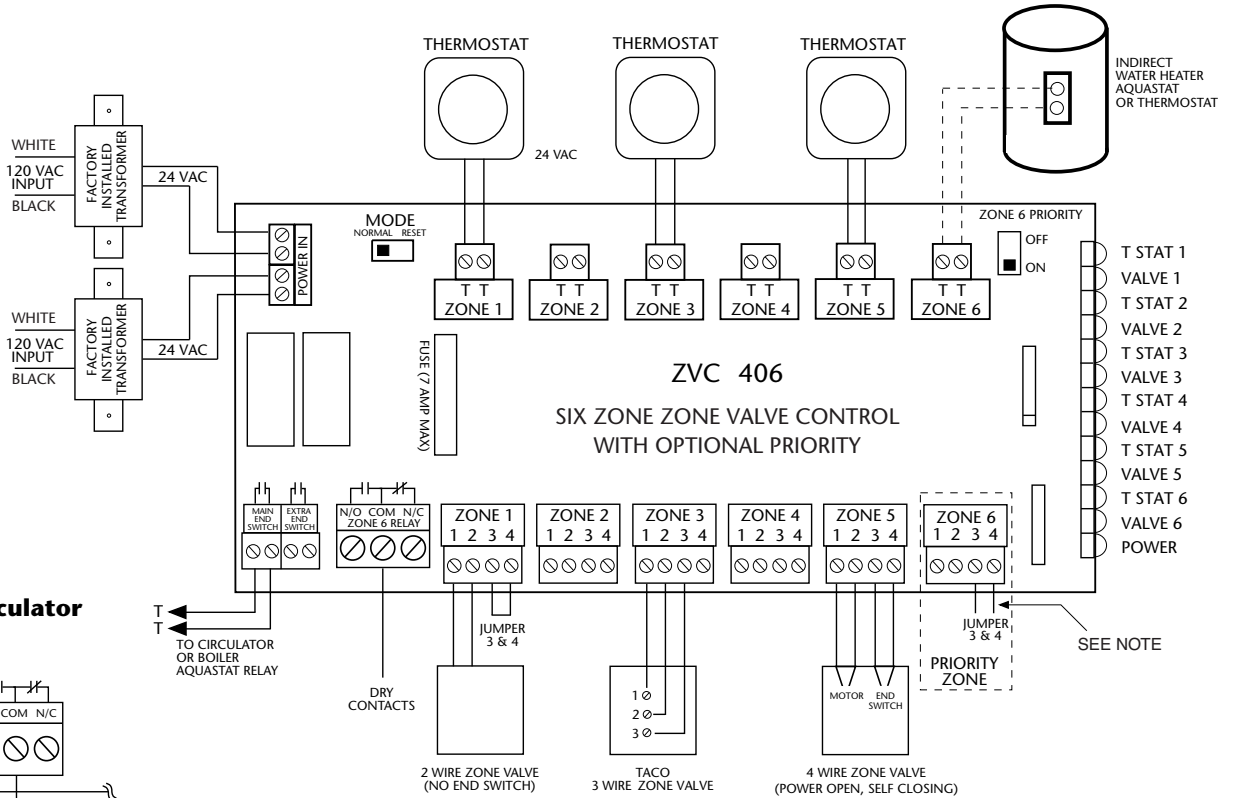 THERMOSTAT
THERMOSTAT
THERMOSTAT
INDIRECT
WATER HEATER
AQUASTAT
OR THERMOSTAT
24 VAC
WHITE
120 VAC
INPUT
BLACK
FACTORY
INSTALLED
TRANSFORMER
24 VAC
WHITE
120 VAC
INPUT
BLACK
FACTORY
INSTALLED
TRANSFORMER
24 VAC
POWER IN
MODE
NORMAL RESET
T T
ZONE 1
T T
ZONE 2
T T
ZONE 3
T T
ZONE 4
T T
ZONE 5
T T
ZONE 6
ZONE 6 PRIORITY
OFF
ON
T STAT 1
VALVE 1
T STAT 2
VALVE 2
T STAT 3
VALVE 3
T STAT 4
VALVE 4
T STAT 5
VALVE 5
T STAT 6
VALVE 6
POWER
FUSE (7 AMP MAX)
ZVC 406
SIX ZONE ZONE VALVE CONTROL
WITH OPTIONAL PRIORITY
MAIN
END
SWITCH
EXTRA
END
SWITCH
N/O COM N/C
ZONE 6 RELAY
ZONE 1
1 2 3 4
ZONE 2
1 2 3 4
ZONE 3
1 2 3 4
ZONE 4
1 2 3 4
ZONE 5
1 2 3 4
ZONE 6
1 2 3 4
culator
T
T
TO CIRCULATOR
OR BOILER
AQUASTAT RELAY
DRY
CONTACTS
JUMPER
3 & 4
1
2
3
MOTOR
END
SWITCH
JUMPER
3 & 4
PRIORITY
ZONE
SEE NOTE
COM N/C
2 WIRE ZONE VALVE
(NO END SWITCH)
TACO
3 WIRE ZONE VALVE
4 WIRE ZONE VALVE
(POWER OPEN, SELF CLOSING)